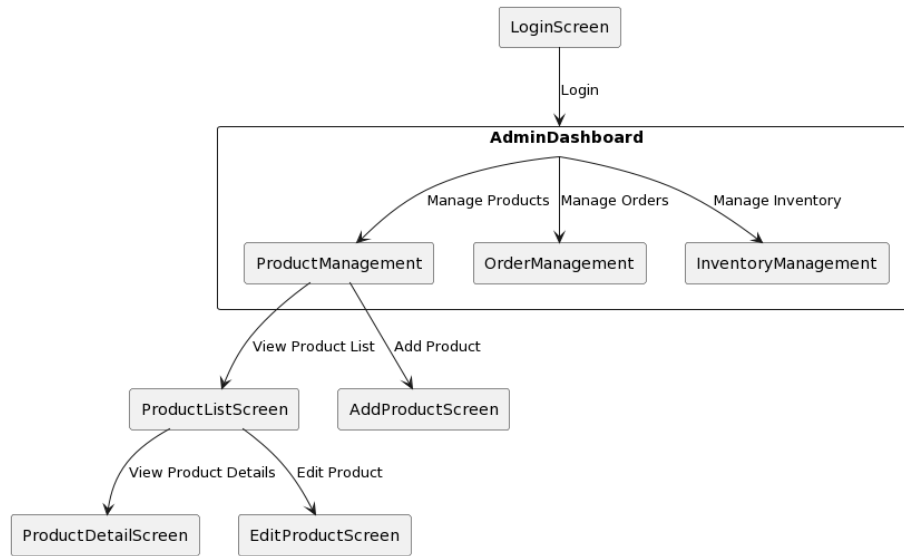 LoginScreen
Login
AdminDashboard
Manage Products
Manage Orders
Manage Inventory
ProductManagement
OrderManagement
InventoryManagement
View Product List
Add Product
ProductListScreen
AddProductScreen
View Product Details
Edit Product
ProductDetailScreen
EditProductScreen